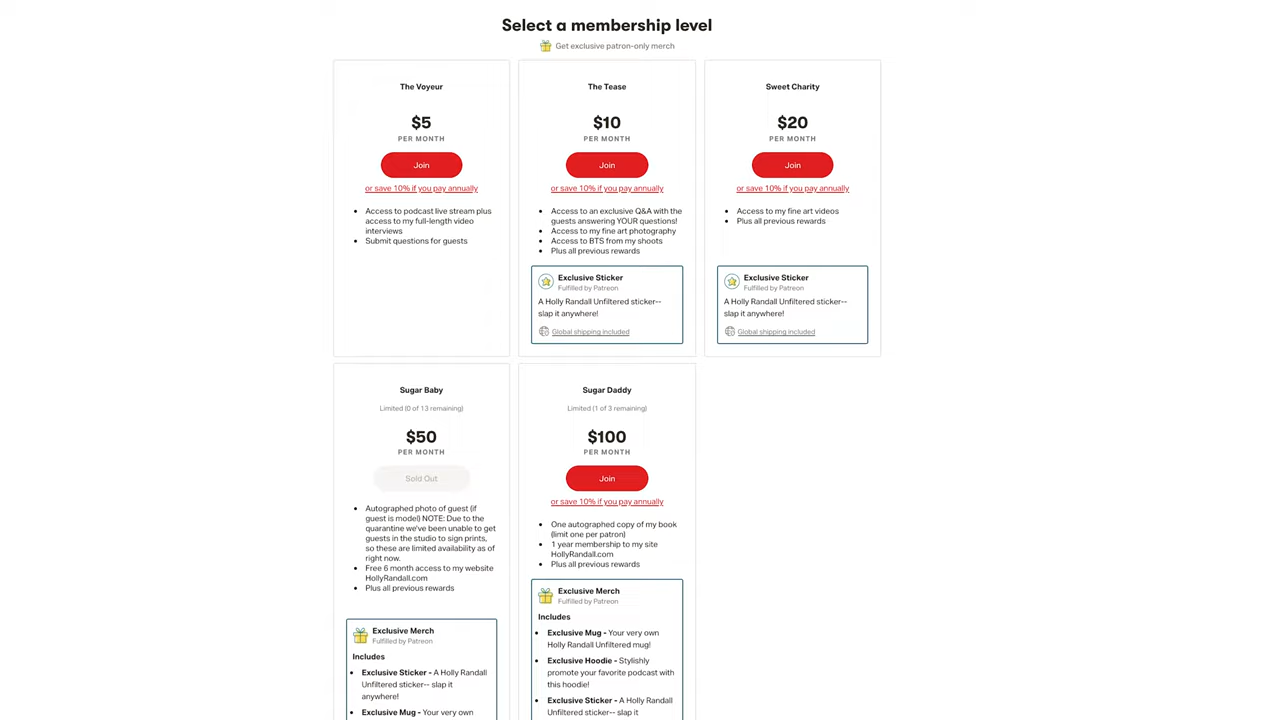 Select a membership level
Get exclusive patron-only merch
The Voyeur
$5
PER MONTH
Join
or save 10% if you pay annually
Access to podcast live stream plus
access to my full-length video
interviews
Submit questions for guests
The Tease
$10
PER MONTH
Join
or save 10% if you pay annually
Access to an exclusive Q&A with the
guests answering YOUR questions!
Access to my fine art photography
Access to BTS from my shoots
Plus all previous rewards
Exclusive Sticker
Fulfilled by Patreon
A Holly Randall Unfiltered sticker--
slap it anywhere!
Global shipping included
Sweet Charity
$20
PER MONTH
Join
or save 10% if you pay annually
Access to my fine art videos
Plus all previous rewards
Exclusive Sticker
Fulfilled by Patreon
A Holly Randall Unfiltered sticker--
slap it anywhere!
Global shipping included
Sugar Baby
Limited (0 of 13 remaining)
$50
PER MONTH
Sold Out
Autographed photo of guest (if
guest is model) NOTE: Due to the
quarantine we've been unable to get
guests in the studio to sign prints,
so these are limited availability as of
right now.
Free 6 month access to my website
HollyRandall.com
Plus all previous rewards
Exclusive Merch
Fulfilled by Patreon
Includes
Exclusive Sticker - A Holly Randall
Unfiltered sticker-- slap it
anywhere!
Exclusive Mug - Your very own
Sugar Daddy
Limited (1 of 3 remaining)
$100
PER MONTH
Join
or save 10% if you pay annually
One autographed copy of my book
(limit one per patron)
1 year membership to my site
HollyRandall.com
Plus all previous rewards
Exclusive Merch
Fulfilled by Patreon
Includes
Exclusive Mug - Your very own
Holly Randall Unfiltered mug!
Exclusive Hoodie - Stylishly
promote your favorite podcast with
this hoodie!
Exclusive Sticker - A Holly Randall
Unfiltered sticker-- slap it